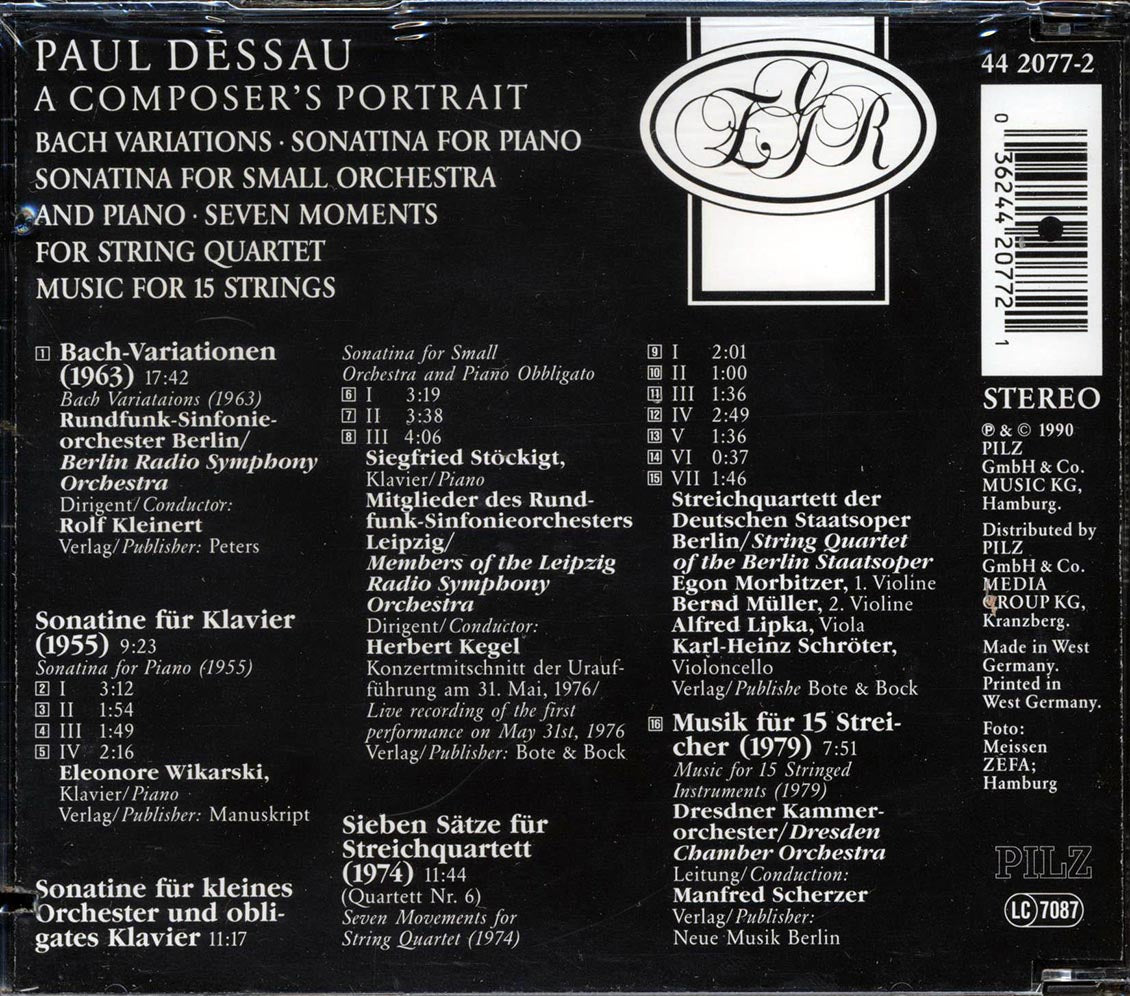 PAUL DESSAU
A COMPOSER'S PORTRAIT
BACH VARIATIONS · SONATINA FOR PIANO
SONATINA FOR SMALL ORCHESTRA
AND PIANO · SEVEN MOMENTS
FOR STRING QUARTET
MUSIC FOR 15 STRINGS
44 2077-2
0 36244 20772 1
1 Bach-Variationen
(1963) 17:42
Bach Variataions (1963)
Rundfunk-Sinfonie-
orchester Berlin/
Berlin Radio Symphony
Orchestra
Dirigent/Conductor:
Rolf Kleinert
Verlag/Publisher: Peters
Sonatine für Klavier
(1955) 9:23
Sonatina for Piano (1955)
2 I 3:12
3 II 1:54
4 III 1:49
5 IV 2:16
Eleonore Wikarski,
Klavier/Piano
Verlag/Publisher: Manuskript
Sonatine für kleines
Orchester und obli-
gates Klavier 11:17
Sonatina for Small
Orchestra and Piano Obbligato
6 I 3:19
7 II 3:38
8 III 4:06
Siegfried Stöckigt,
Klavier/Piano
Mitglieder des Rund-
funk-Sinfonieorchesters
Leipzig/
Members of the Leipzig
Radio Symphony
Orchestra
Dirigent/Conductor:
Herbert Kegel
Konzertmitschnitt der Urauf-
führung am 31. Mai, 1976/
Live recording of the first
performance on May 31st, 1976
Verlag/Publisher: Bote & Bock
Sieben Sätze für
Streichquartett
(1974) 11:44
(Quartett Nr. 6)
Seven Movements for
String Quartet (1974)
9 I 2:01
10 II 1:00
11 III 1:36
12 IV 2:49
13 V 1:36
14 VI 0:37
15 VII 1:46
Streichquartett der
Deutschen Staatsoper
Berlin/String Quartet
of the Berlin Staatsoper
Egon Morbitzer, 1. Violine
Bernd Müller, 2. Violine
Alfred Lipka, Viola
Karl-Heinz Schröter,
Violoncello
Verlag/Publishe Bote & Bock
16 Musik für 15 Strei-
cher (1979) 7:51
Music for 15 Stringed
Instruments (1979)
Dresdner Kammer-
orchester/Dresden
Chamber Orchestra
Leitung/Conduction:
Manfred Scherzer
Verlag/Publisher:
Neue Musik Berlin
STEREO
℗ & © 1990
PILZ
GmbH & Co.
MUSIC KG,
Hamburg.
Distributed by
PILZ
GmbH & Co.
MEDIA
GROUP KG,
Kranzberg.
Made in West
Germany.
Printed in
West Germany.
Foto:
Meissen
ZEFA;
Hamburg
PILZ
LC 7087